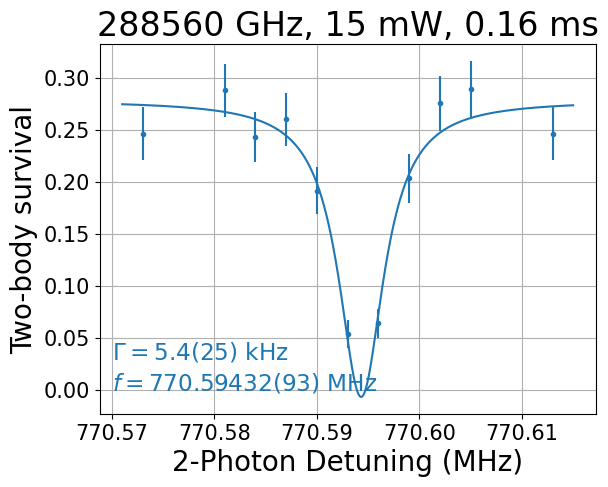 288560 GHz, 15 mW, 0.16 ms
Two-body survival
0.30
0.25
0.20
0.15
0.10
0.05
0.00
Γ = 5.4(25) kHz
f = 770.59432(93) MHz
770.57 770.58 770.59 770.60 770.61
2-Photon Detuning (MHz)